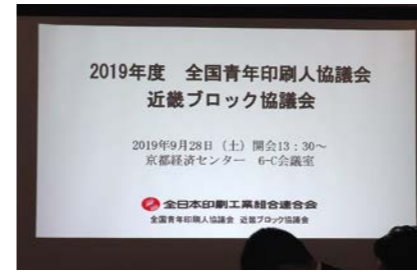 2019年度　全国青年印刷人協議会
近畿ブロック協議会
2019年9月28日（土）開会13：30～
京都経済センター　6-C会議室
全日本印刷工業組合連合会
全国青年印刷人協議会　近畿ブロック協議会